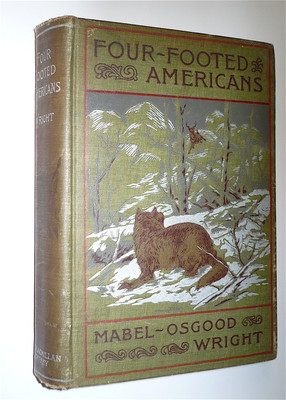 FOUR-
FOOTED
AMERICANS
WRIGHT
MACMILLAN
FOUR-FOOTED
AMERICANS
MABEL-OSGOOD
WRIGHT